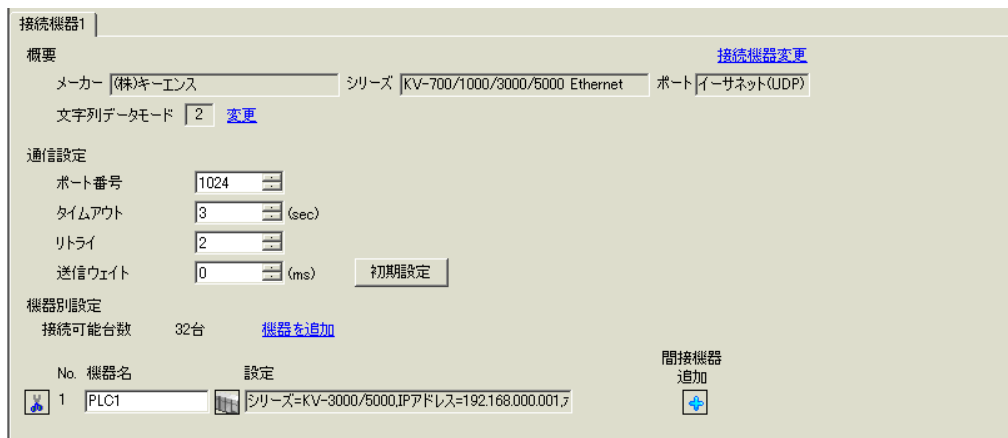 接続機器1
概要 接続機器変更
メーカー (株)キーエンス シリーズ KV-700/1000/3000/5000 Ethernet ポート イーサネット(UDP)
文字列データモード 2 変更
通信設定
ポート番号 1024
タイムアウト 3 (sec)
リトライ 2
送信ウェイト 0 (ms) 初期設定
機器別設定
接続可能台数 32台 機器を追加
間接機器
No. 機器名 設定 追加
1 PLC1 シリーズ=KV-3000/5000,IPアドレス=192.168.000.001,